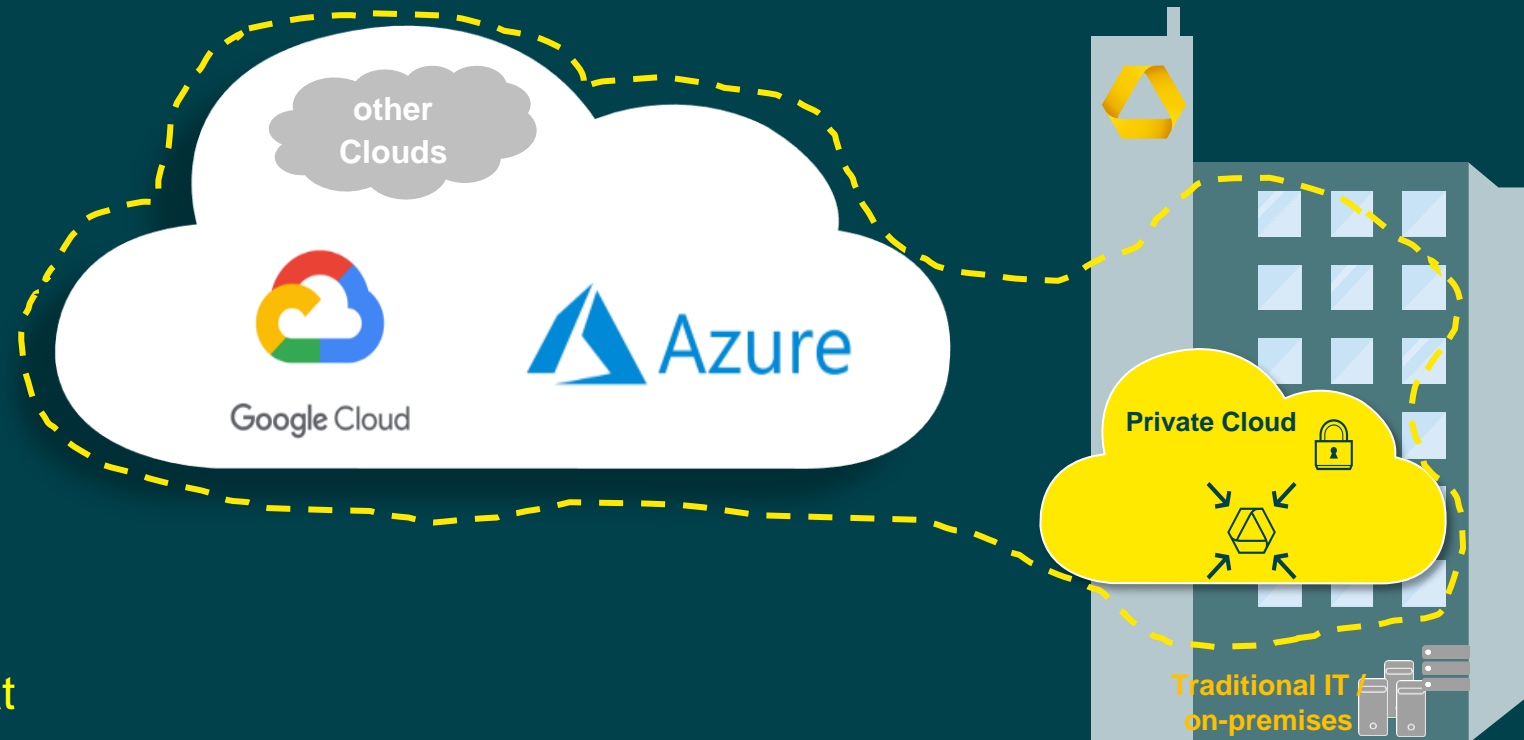 other
Clouds
Google Cloud
Azure
Private Cloud
t
Traditional IT /
on-premises